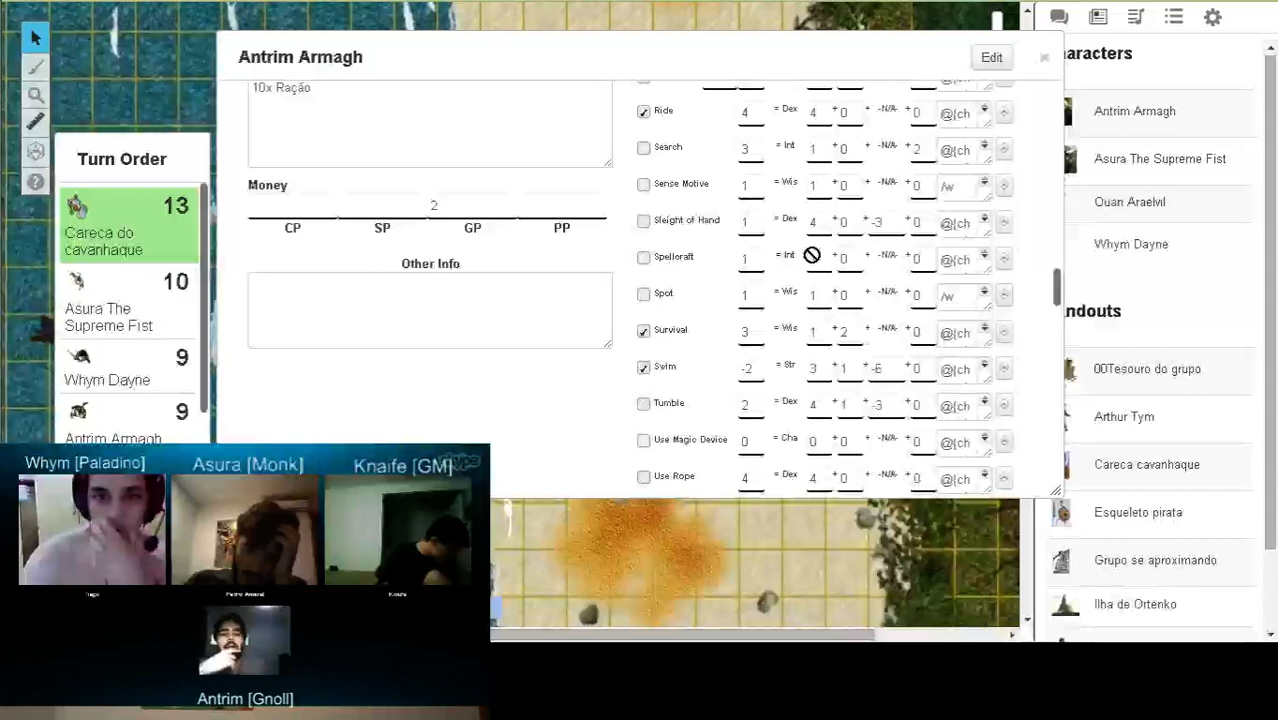 Antrim Armagh
Edit
10x Ração
Money
2
CP SP GP PP
Other Info
Ride 4 = Dex 4 + 0 + -N/A- + 0 @{ch
Search 3 = Int 1 + 0 + -N/A- + 2 @{ch
Sense Motive 1 = Wis 1 + 0 + -N/A- + 0 /w
Sleight of Hand 1 = Dex 4 + 0 + -3 + 0 @{ch
Spellcraft 1 = Int + 0 + -N/A- + 0 @{ch
Spot 1 = Wis 1 + 0 + -N/A- + 0 /w
Survival 3 = Wis 1 + 2 + -N/A- + 0 @{ch
Swim -2 = Str 3 + 1 + -6 + 0 @{ch
Tumble 2 = Dex 4 + 1 + -3 + 0 @{ch
Use Magic Device 0 = Cha 0 + 0 + -N/A- + 0 @{ch
Use Rope 4 = Dex 4 + 0 + -N/A- + 0 @{ch
Turn Order
13
Careca do
cavanhaque
10
Asura The
Supreme Fist
9
Whym Dayne
9
Antrim Armagh
Whym [Paladino]
Asura [Monk]
Knaife [GM]
Antrim [Gnoll]
aracters
Antrim Armagh
Asura The Supreme Fist
Ouan Araelvil
Whym Dayne
andouts
00Tesouro do grupo
Arthur Tym
Careca cavanhaque
Esqueleto pirata
Grupo se aproximando
Ilha de Ortenko